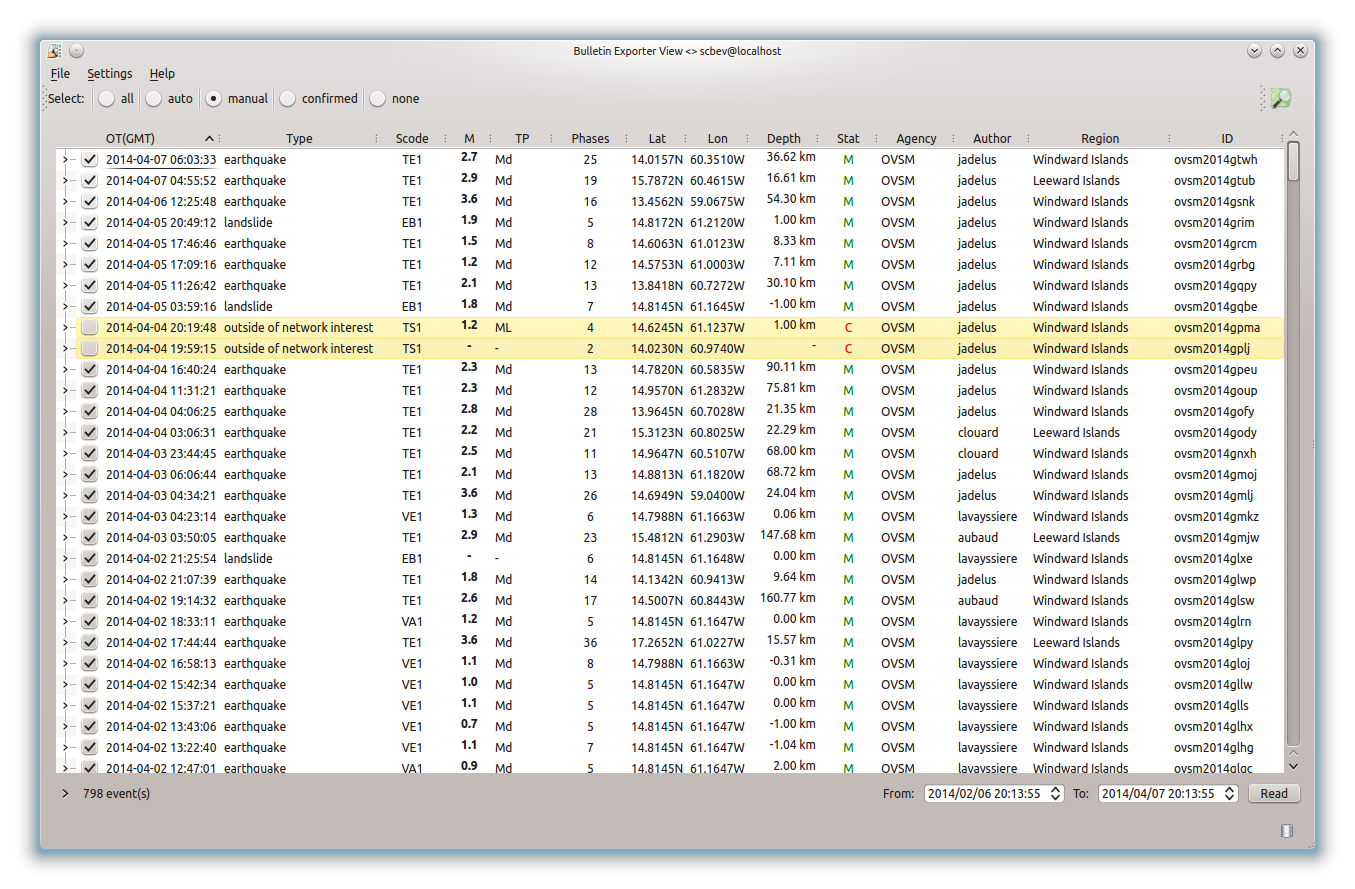 Bulletin Exporter View <> scbev@localhost
File Settings Help
Select: all auto manual confirmed none
OT(GMT) Type Scode M TP Phases Lat Lon Depth Stat Agency Author Region ID
2014-04-07 06:03:33 earthquake TE1 2.7 Md 25 14.0157N 60.3510W 36.62 km M OVSM jadelus Windward Islands ovsm2014gtwh
2014-04-07 04:55:52 earthquake TE1 2.9 Md 19 15.7872N 60.4615W 16.61 km M OVSM jadelus Leeward Islands ovsm2014gtub
2014-04-06 12:25:48 earthquake TE1 3.6 Md 16 13.4562N 59.0675W 54.30 km M OVSM jadelus Windward Islands ovsm2014gsnk
2014-04-05 20:49:12 landslide EB1 1.9 Md 5 14.8172N 61.2120W 1.00 km M OVSM jadelus Windward Islands ovsm2014grim
2014-04-05 17:46:46 earthquake TE1 1.5 Md 8 14.6063N 61.0123W 8.33 km M OVSM jadelus Windward Islands ovsm2014grcm
2014-04-05 17:09:16 earthquake TE1 1.2 Md 12 14.5753N 61.0003W 7.11 km M OVSM jadelus Windward Islands ovsm2014grbg
2014-04-05 11:26:42 earthquake TE1 2.1 Md 13 13.8418N 60.7272W 30.10 km M OVSM jadelus Windward Islands ovsm2014gqpy
2014-04-05 03:59:16 landslide EB1 1.8 Md 7 14.8145N 61.1645W -1.00 km M OVSM jadelus Windward Islands ovsm2014gqbe
2014-04-04 20:19:48 outside of network interest TS1 1.2 ML 4 14.6245N 61.1237W 1.00 km C OVSM jadelus Windward Islands ovsm2014gpma
2014-04-04 19:59:15 outside of network interest TS1 - - 2 14.0230N 60.9740W - C OVSM jadelus Windward Islands ovsm2014gplj
2014-04-04 16:40:24 earthquake TE1 2.3 Md 13 14.7820N 60.5835W 90.11 km M OVSM jadelus Windward Islands ovsm2014gpeu
2014-04-04 11:31:21 earthquake TE1 2.3 Md 12 14.9570N 61.2832W 75.81 km M OVSM jadelus Windward Islands ovsm2014goup
2014-04-04 04:06:25 earthquake TE1 2.8 Md 28 13.9645N 60.7028W 21.35 km M OVSM jadelus Windward Islands ovsm2014gofy
2014-04-04 03:06:31 earthquake TE1 2.2 Md 21 15.3123N 60.8025W 22.29 km M OVSM clouard Leeward Islands ovsm2014gody
2014-04-03 23:44:45 earthquake TE1 2.5 Md 11 14.9647N 60.5107W 68.00 km M OVSM clouard Windward Islands ovsm2014gnxh
2014-04-03 06:06:44 earthquake TE1 2.1 Md 13 14.8813N 61.1820W 68.72 km M OVSM jadelus Windward Islands ovsm2014gmoj
2014-04-03 04:34:21 earthquake TE1 3.6 Md 26 14.6949N 59.0400W 24.04 km M OVSM jadelus Windward Islands ovsm2014gmlj
2014-04-03 04:23:14 earthquake VE1 1.3 Md 6 14.7988N 61.1663W 0.06 km M OVSM lavayssiere Windward Islands ovsm2014gmkz
2014-04-03 03:50:05 earthquake TE1 2.9 Md 23 15.4812N 61.2903W 147.68 km M OVSM aubaud Leeward Islands ovsm2014gmjw
2014-04-02 21:25:54 landslide EB1 - - 6 14.8145N 61.1648W 0.00 km M OVSM lavayssiere Windward Islands ovsm2014glxe
2014-04-02 21:07:39 earthquake TE1 1.8 Md 14 14.1342N 60.9413W 9.64 km M OVSM jadelus Windward Islands ovsm2014glwp
2014-04-02 19:14:32 earthquake TE1 2.6 Md 17 14.5007N 60.8443W 160.77 km M OVSM aubaud Windward Islands ovsm2014glsw
2014-04-02 18:33:11 earthquake VA1 1.2 Md 5 14.8145N 61.1647W 0.00 km M OVSM lavayssiere Windward Islands ovsm2014glrn
2014-04-02 17:44:44 earthquake TE1 3.6 Md 36 17.2652N 61.0227W 15.57 km M OVSM lavayssiere Leeward Islands ovsm2014glpy
2014-04-02 16:58:13 earthquake VE1 1.1 Md 8 14.7988N 61.1663W -0.31 km M OVSM lavayssiere Windward Islands ovsm2014gloj
2014-04-02 15:42:34 earthquake VE1 1.0 Md 5 14.8145N 61.1647W 0.00 km M OVSM lavayssiere Windward Islands ovsm2014gllw
2014-04-02 15:37:21 earthquake VE1 1.1 Md 5 14.8145N 61.1647W 0.00 km M OVSM lavayssiere Windward Islands ovsm2014glls
2014-04-02 13:43:06 earthquake VE1 0.7 Md 5 14.8145N 61.1647W -1.00 km M OVSM lavayssiere Windward Islands ovsm2014glhx
2014-04-02 13:22:40 earthquake VE1 1.1 Md 7 14.8145N 61.1647W -1.04 km M OVSM lavayssiere Windward Islands ovsm2014glhg
2014-04-02 12:47:01 earthquake VA1 0.9 Md 5 14.8145N 61.1647W 2.00 km M OVSM lavayssiere Windward Islands ovsm2014glgc
798 event(s) From: 2014/02/06 20:13:55 To: 2014/04/07 20:13:55 Read